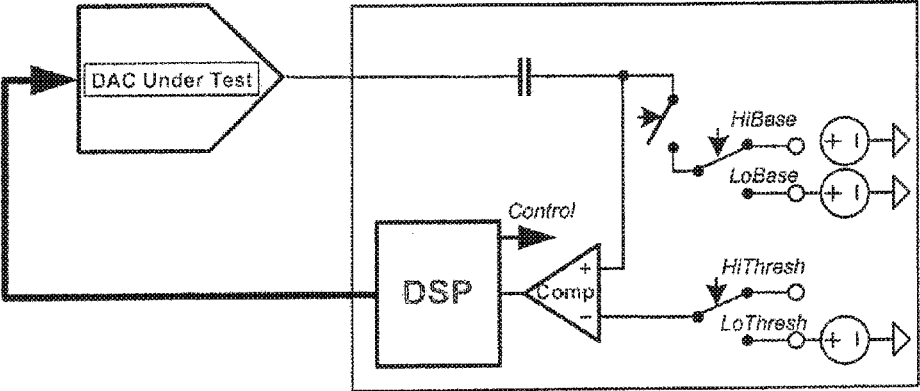 DAC Under Test
HiBase
+ −
LoBase
+ −
Control
DSP
Comp
+
−
HiThresh
LoThresh
+ −